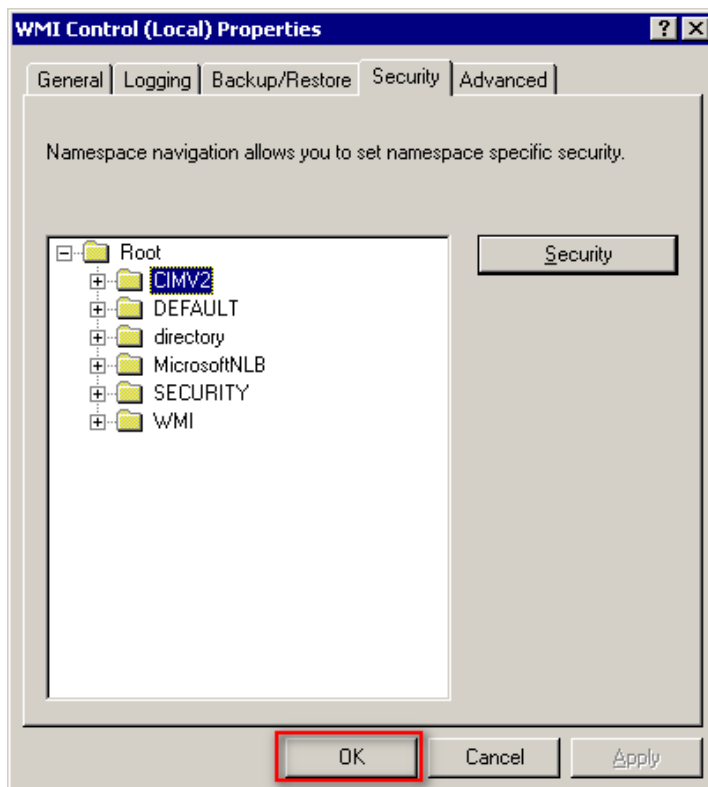 WMI Control (Local) Properties
General Logging Backup/Restore Security Advanced
Namespace navigation allows you to set namespace specific security.
Root
CIMV2
DEFAULT
directory
MicrosoftNLB
SECURITY
WMI
Security
OK Cancel Apply